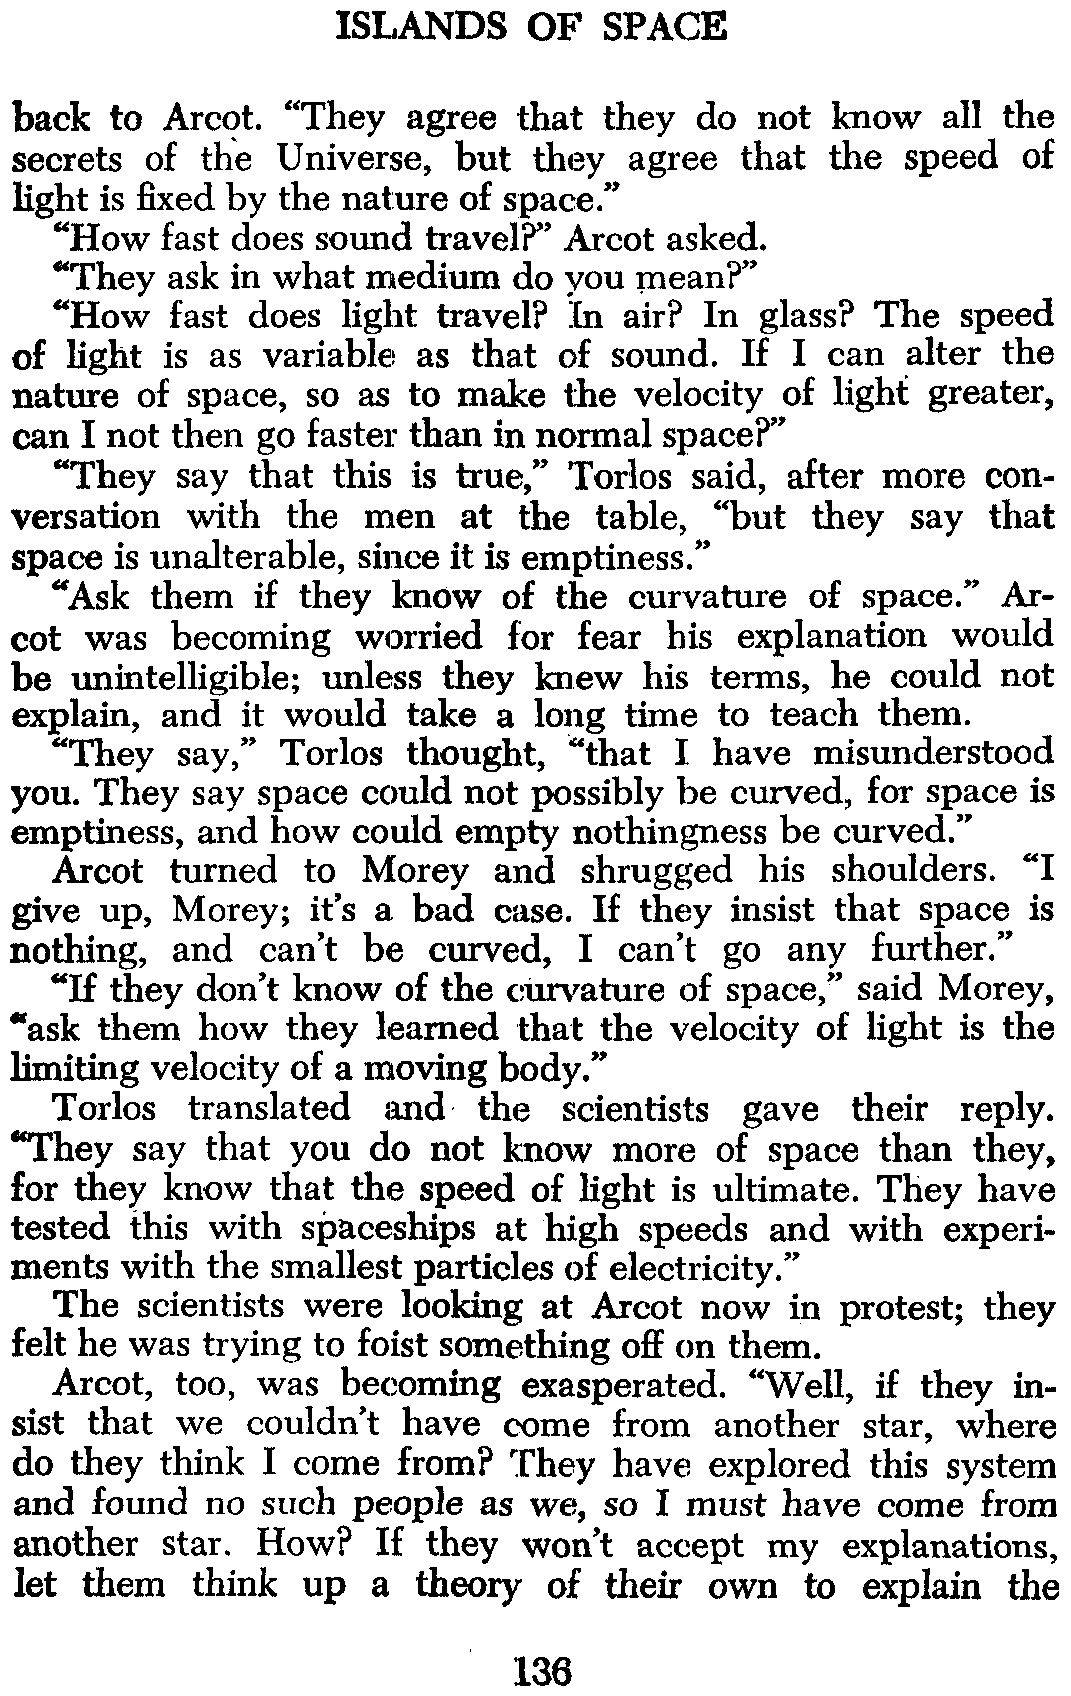 ISLANDS OF SPACE
back to Arcot. “They agree that they do not know all the
secrets of the Universe, but they agree that the speed of
light is fixed by the nature of space.”
“How fast does sound travel?” Arcot asked.
“They ask in what medium do you mean?”
“How fast does light travel? In air? In glass? The speed
of light is as variable as that of sound. If I can alter the
nature of space, so as to make the velocity of light greater,
can I not then go faster than in normal space?”
“They say that this is true,” Torlos said, after more con-
versation with the men at the table, “but they say that
space is unalterable, since it is emptiness.”
“Ask them if they know of the curvature of space.” Ar-
cot was becoming worried for fear his explanation would
be unintelligible; unless they knew his terms, he could not
explain, and it would take a long time to teach them.
“They say,” Torlos thought, “that I have misunderstood
you. They say space could not possibly be curved, for space is
emptiness, and how could empty nothingness be curved.”
Arcot turned to Morey and shrugged his shoulders. “I
give up, Morey; it’s a bad case. If they insist that space is
nothing, and can’t be curved, I can’t go any further.”
“If they don’t know of the curvature of space,” said Morey,
“ask them how they learned that the velocity of light is the
limiting velocity of a moving body.”
Torlos translated and the scientists gave their reply.
“They say that you do not know more of space than they,
for they know that the speed of light is ultimate. They have
tested this with spaceships at high speeds and with experi-
ments with the smallest particles of electricity.”
The scientists were looking at Arcot now in protest; they
felt he was trying to foist something off on them.
Arcot, too, was becoming exasperated. “Well, if they in-
sist that we couldn’t have come from another star, where
do they think I come from? They have explored this system
and found no such people as we, so I must have come from
another star. How? If they won’t accept my explanations,
let them think up a theory of their own to explain the
136